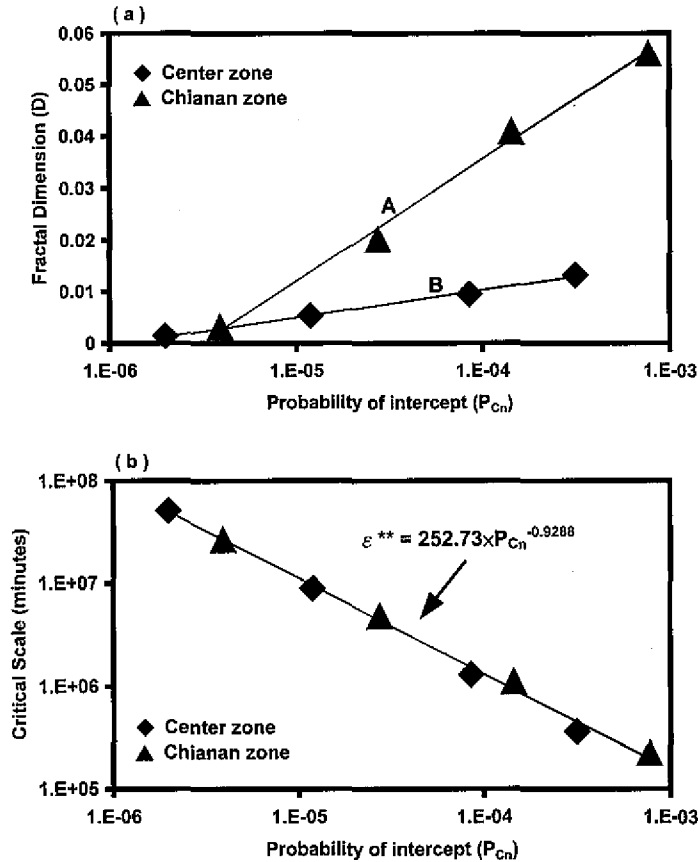 ( a )
0.06
0.05
0.04
0.03
0.02
0.01
0
Fractal Dimension (D)
Center zone
Chianan zone
A
B
1.E-06 1.E-05 1.E-04 1.E-03
Probability of intercept (PCn)
( b )
1.E+08
1.E+07
1.E+06
1.E+05
Critical Scale (minutes)
ε ** = 252.73×PCn-0.9288
Center zone
Chianan zone
1.E-06 1.E-05 1.E-04 1.E-03
Probability of intercept (PCn)